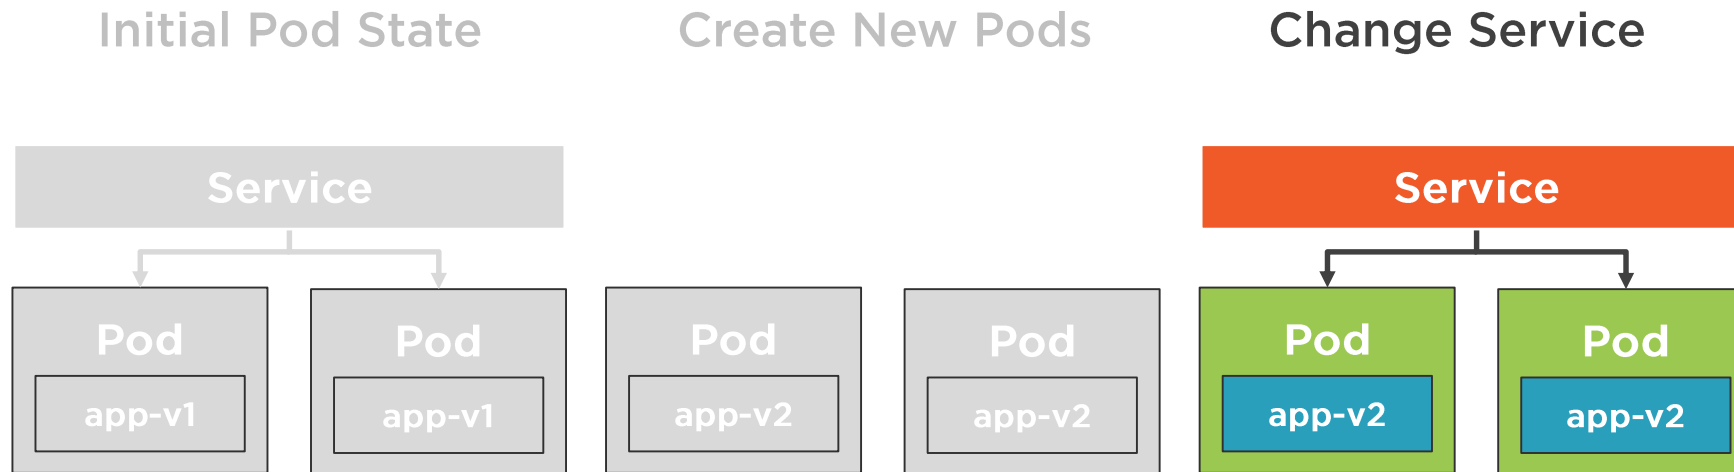 Initial Pod State
Create New Pods
Change Service
Service
Service
Pod
Pod
Pod
Pod
Pod
Pod
app-v1
app-v1
app-v2
app-v2
app-v2
app-v2